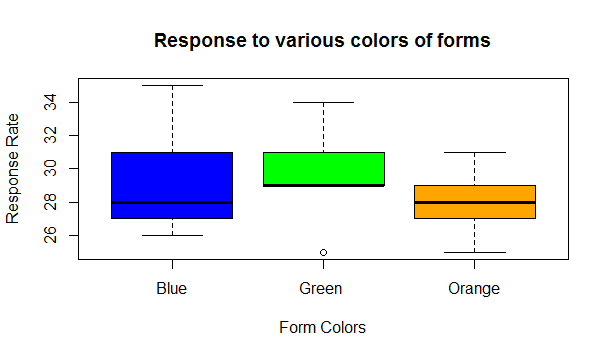 Response to various colors of forms
Response Rate
34
32
30
28
26
Blue
Green
Orange
Form Colors